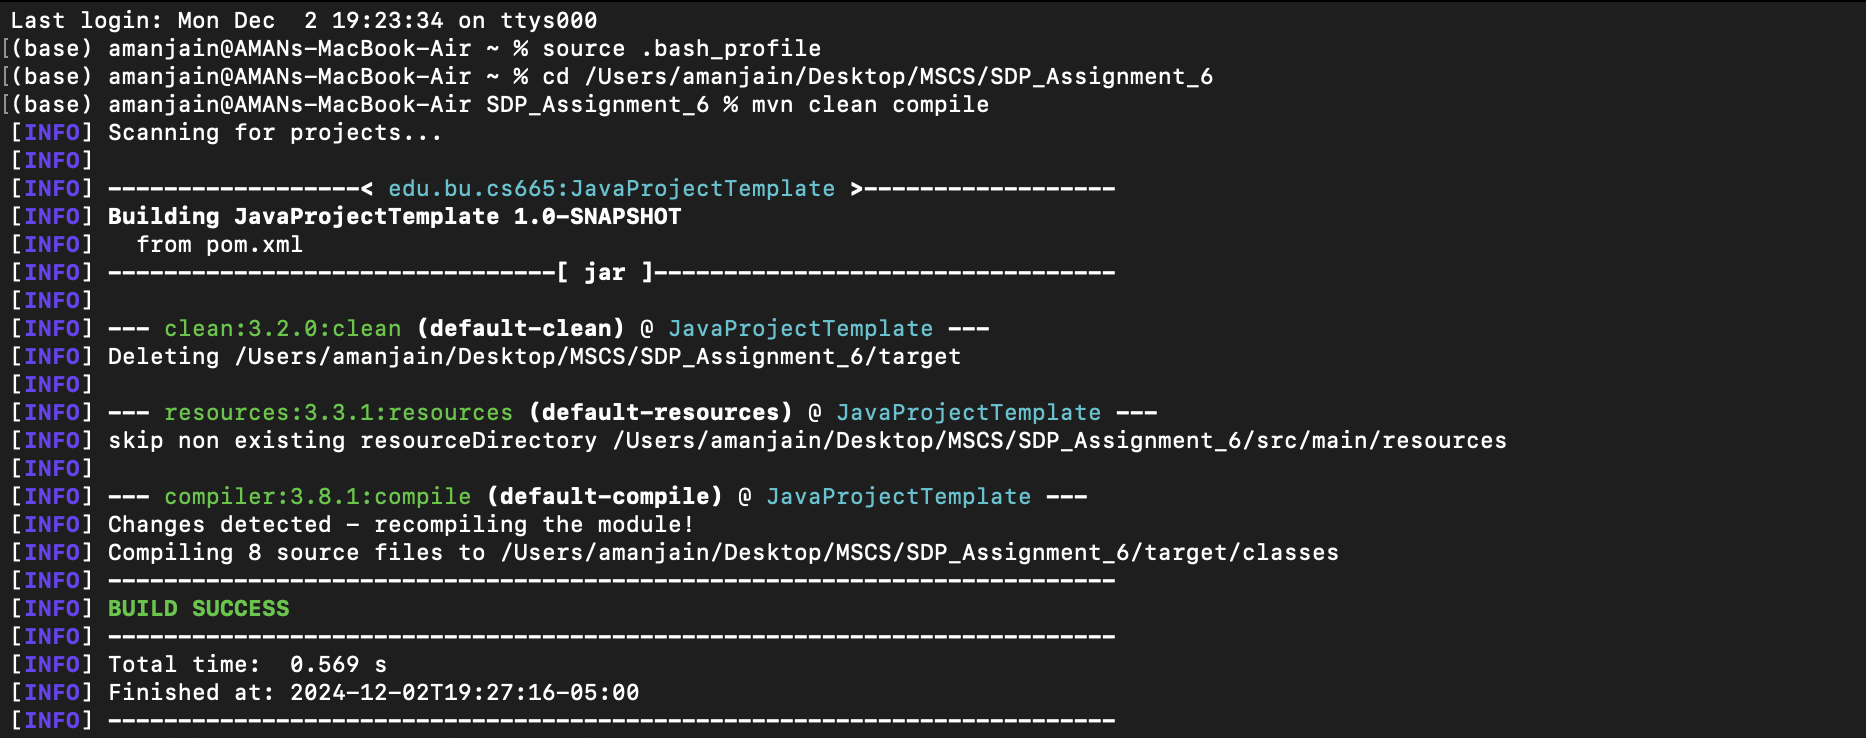 Last login: Mon Dec  2 19:23:34 on ttys000
[(base) amanjain@AMANs-MacBook-Air ~ % source .bash_profile
[(base) amanjain@AMANs-MacBook-Air ~ % cd /Users/amanjain/Desktop/MSCS/SDP_Assignment_6
[(base) amanjain@AMANs-MacBook-Air SDP_Assignment_6 % mvn clean compile
[INFO] Scanning for projects...
[INFO]
[INFO] ------------------< edu.bu.cs665:JavaProjectTemplate >------------------
[INFO] Building JavaProjectTemplate 1.0-SNAPSHOT
[INFO]   from pom.xml
[INFO] --------------------------------[ jar ]---------------------------------
[INFO]
[INFO] --- clean:3.2.0:clean (default-clean) @ JavaProjectTemplate ---
[INFO] Deleting /Users/amanjain/Desktop/MSCS/SDP_Assignment_6/target
[INFO]
[INFO] --- resources:3.3.1:resources (default-resources) @ JavaProjectTemplate ---
[INFO] skip non existing resourceDirectory /Users/amanjain/Desktop/MSCS/SDP_Assignment_6/src/main/resources
[INFO]
[INFO] --- compiler:3.8.1:compile (default-compile) @ JavaProjectTemplate ---
[INFO] Changes detected - recompiling the module!
[INFO] Compiling 8 source files to /Users/amanjain/Desktop/MSCS/SDP_Assignment_6/target/classes
[INFO] ------------------------------------------------------------------------
[INFO] BUILD SUCCESS
[INFO] ------------------------------------------------------------------------
[INFO] Total time:  0.569 s
[INFO] Finished at: 2024-12-02T19:27:16-05:00
[INFO] ------------------------------------------------------------------------